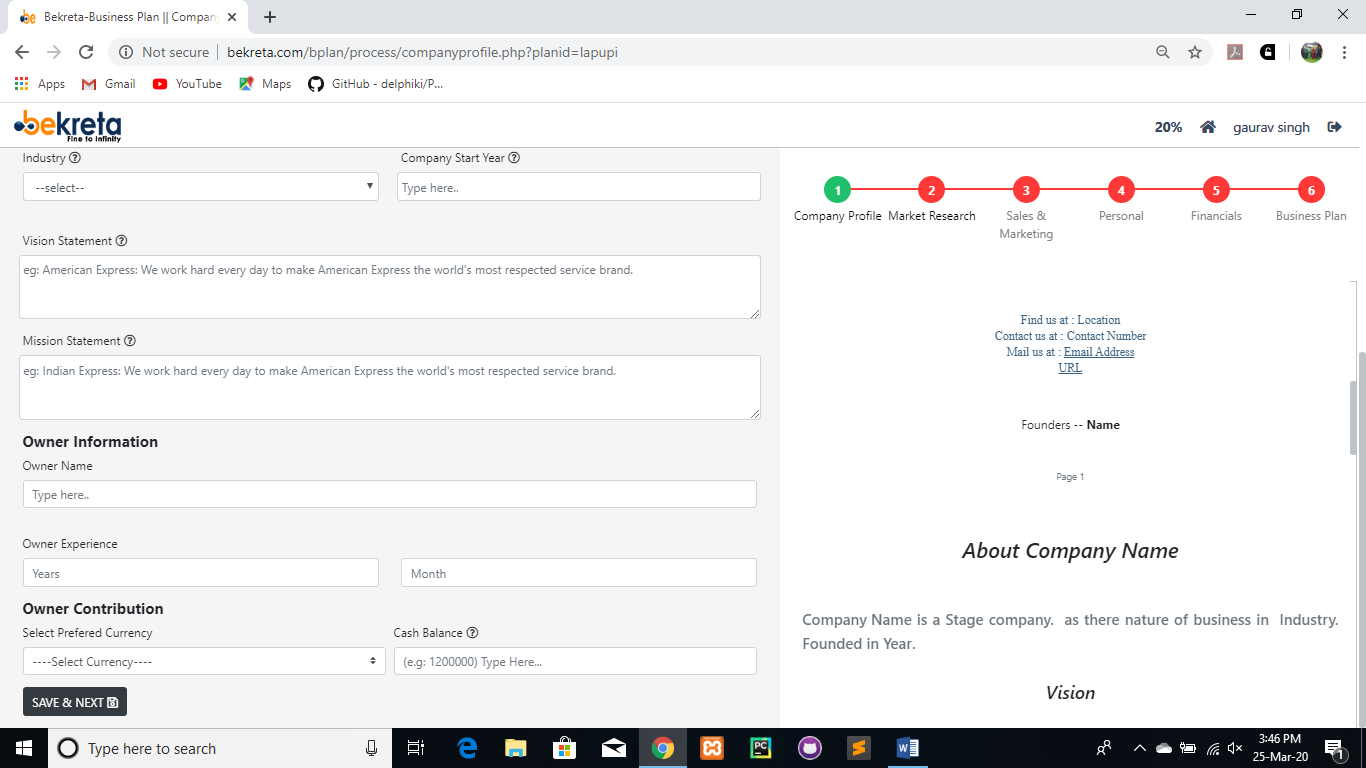 Bekreta-Business Plan || Company
Not secure | bekreta.com/bplan/process/companyprofile.php?planid=lapupi
Apps Gmail YouTube Maps GitHub - delphiki/P...
bekreta
Fine to Infinity
20% gaurav singh
Industry
Company Start Year
--select--
Type here..
Vision Statement
eg: American Express: We work hard every day to make American Express the world's most respected service brand.
Mission Statement
eg: Indian Express: We work hard every day to make American Express the world's most respected service brand.
Owner Information
Owner Name
Type here..
Owner Experience
Years
Month
Owner Contribution
Select Prefered Currency
Cash Balance
----Select Currency----
(e.g: 1200000) Type Here...
SAVE & NEXT
1 2 3 4 5 6
Company Profile Market Research Sales & Personal Financials Business Plan
Marketing
Find us at : Location
Contact us at : Contact Number
Mail us at : Email Address
URL
Founders -- Name
Page 1
About Company Name
Company Name is a Stage company. as there nature of business in Industry.
Founded in Year.
Vision
Type here to search
PC
W
3:46 PM
25-Mar-20
1